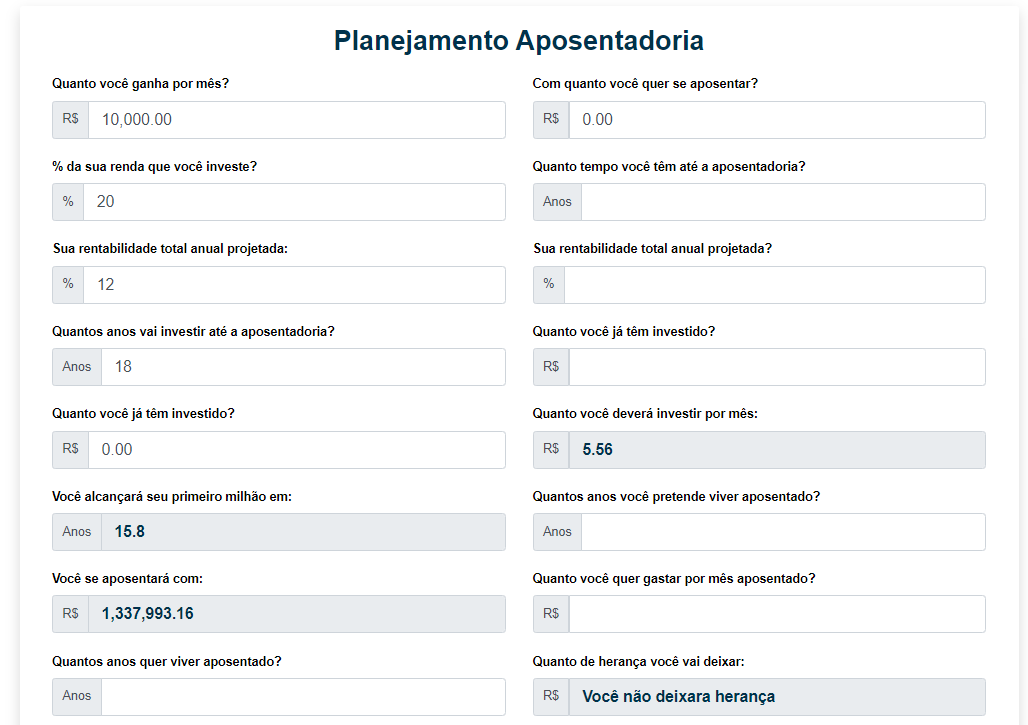 Planejamento Aposentadoria
Quanto você ganha por mês?
R$ 10,000.00
% da sua renda que você investe?
% 20
Sua rentabilidade total anual projetada:
% 12
Quantos anos vai investir até a aposentadoria?
Anos 18
Quanto você já têm investido?
R$ 0.00
Você alcançará seu primeiro milhão em:
Anos 15.8
Você se aposentará com:
R$ 1,337,993.16
Quantos anos quer viver aposentado?
Anos
Com quanto você quer se aposentar?
R$ 0.00
Quanto tempo você têm até a aposentadoria?
Anos
Sua rentabilidade total anual projetada?
%
Quanto você já têm investido?
R$
Quanto você deverá investir por mês:
R$ 5.56
Quantos anos você pretende viver aposentado?
Anos
Quanto você quer gastar por mês aposentado?
R$
Quanto de herança você vai deixar:
R$ Você não deixara herança